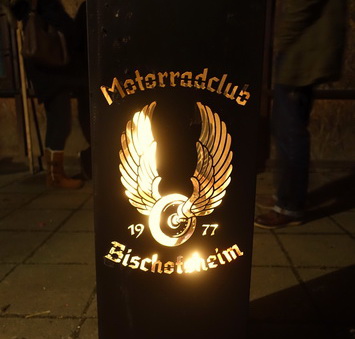 Motorradclub
19 77
Bischofsheim